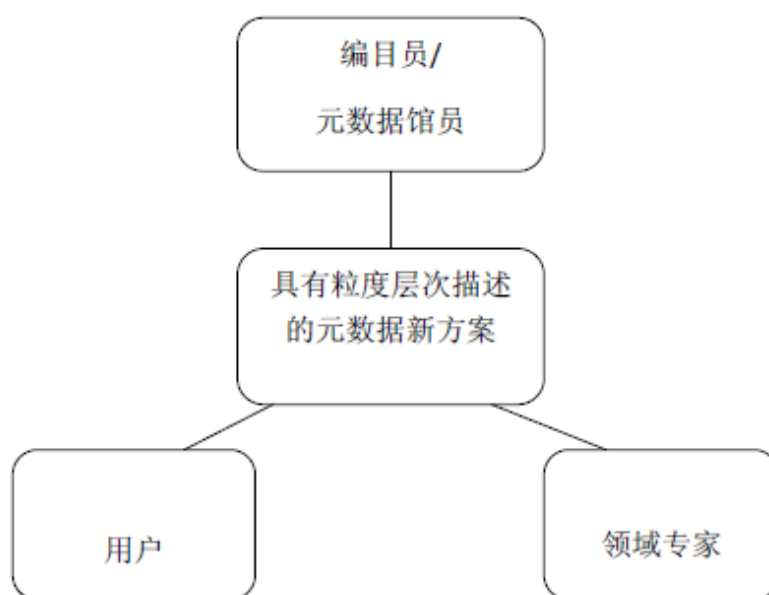 编目员/
元数据馆员
具有粒度层次描述
的元数据新方案
用户
领域专家